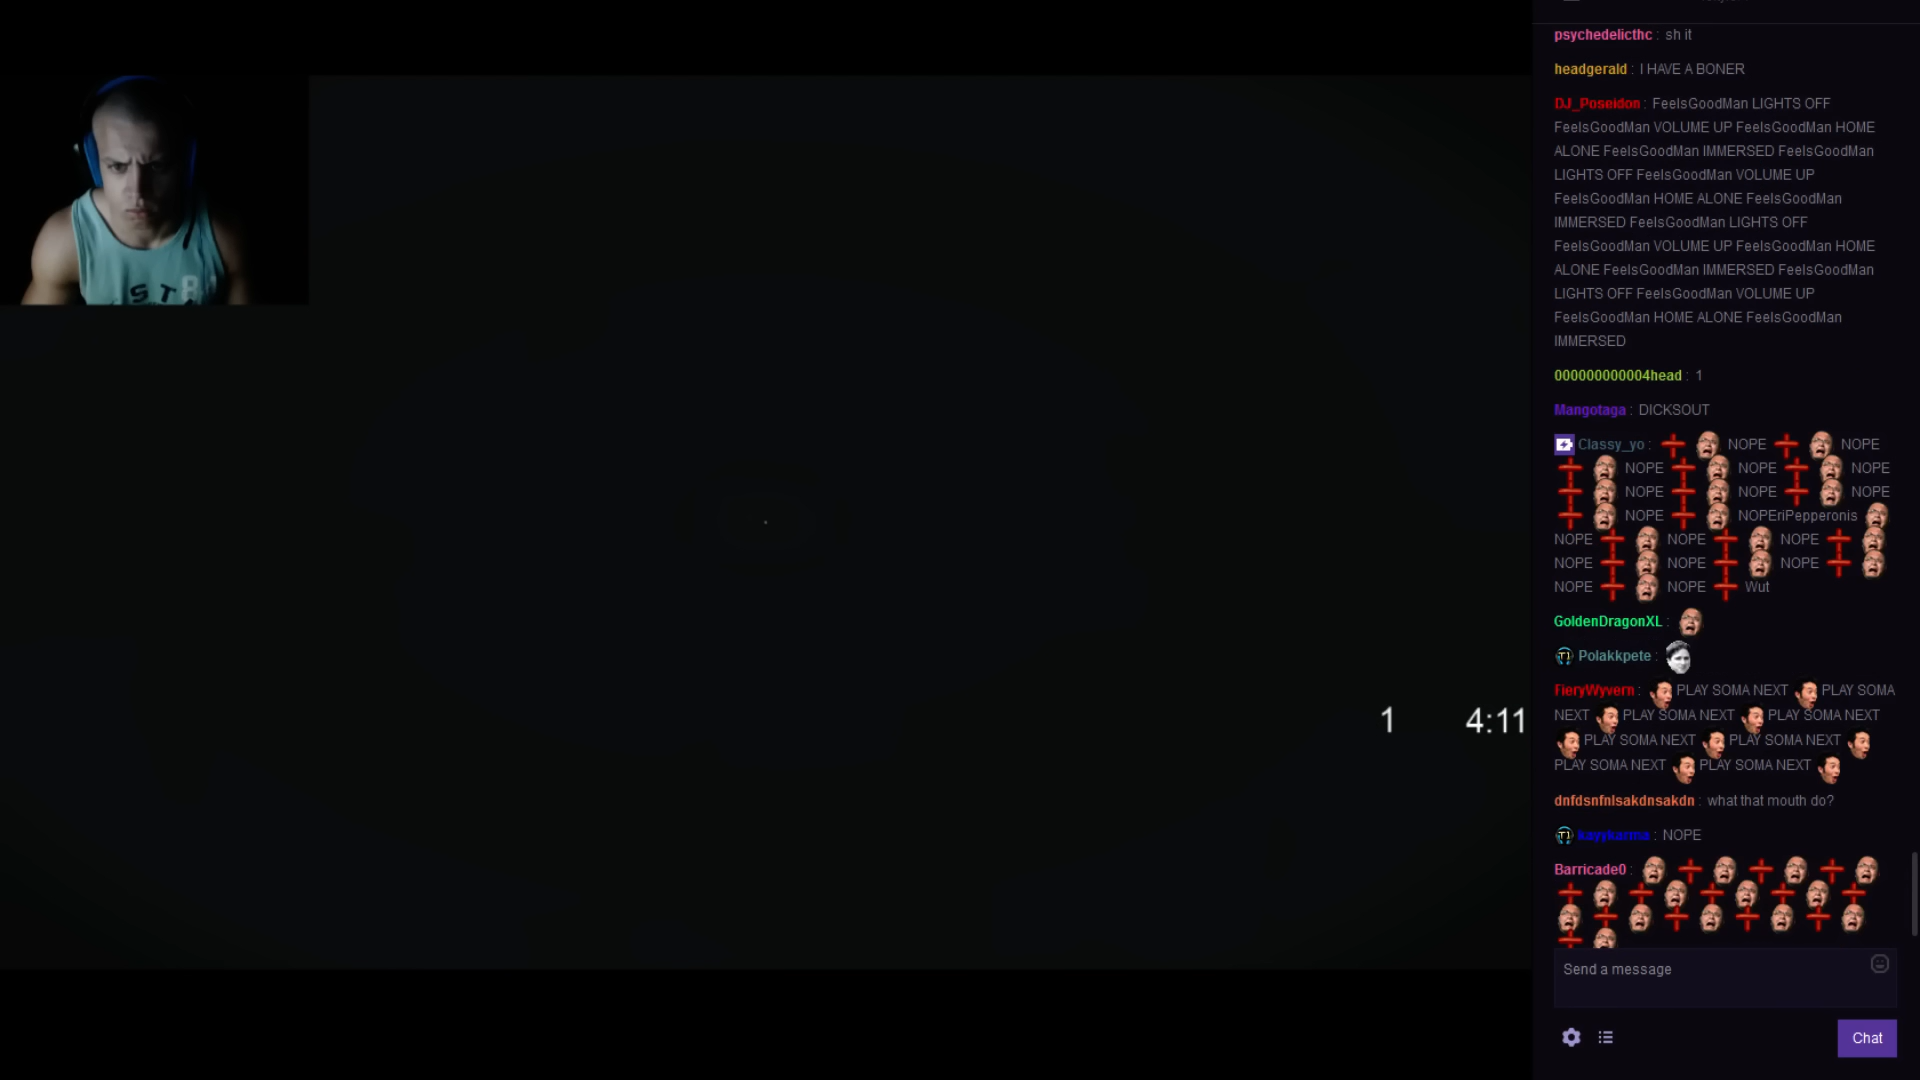 psychedelicthc : sh it
headgerald : I HAVE A BONER
DJ_Poseidon : FeelsGoodMan LIGHTS OFF
FeelsGoodMan VOLUME UP FeelsGoodMan HOME
ALONE FeelsGoodMan IMMERSED FeelsGoodMan
LIGHTS OFF FeelsGoodMan VOLUME UP
FeelsGoodMan HOME ALONE FeelsGoodMan
IMMERSED FeelsGoodMan LIGHTS OFF
FeelsGoodMan VOLUME UP FeelsGoodMan HOME
ALONE FeelsGoodMan IMMERSED FeelsGoodMan
LIGHTS OFF FeelsGoodMan VOLUME UP
FeelsGoodMan HOME ALONE FeelsGoodMan
IMMERSED
000000000004head : 1
Mangotaga : DICKSOUT
Classy_yo : NOPE NOPE
NOPE NOPE NOPE
NOPE NOPE NOPE
NOPE NOPEriPepperonis
NOPE NOPE NOPE
NOPE NOPE NOPE
NOPE NOPE Wut
GoldenDragonXL :
Polakkpete :
FieryWyvern : PLAY SOMA NEXT PLAY SOMA
NEXT PLAY SOMA NEXT PLAY SOMA NEXT
PLAY SOMA NEXT PLAY SOMA NEXT
PLAY SOMA NEXT PLAY SOMA NEXT
dnfdsnfnlsakdnsakdn : what that mouth do?
kayykarma : NOPE
Barricade0 :
Send a message
Chat
1 4:11